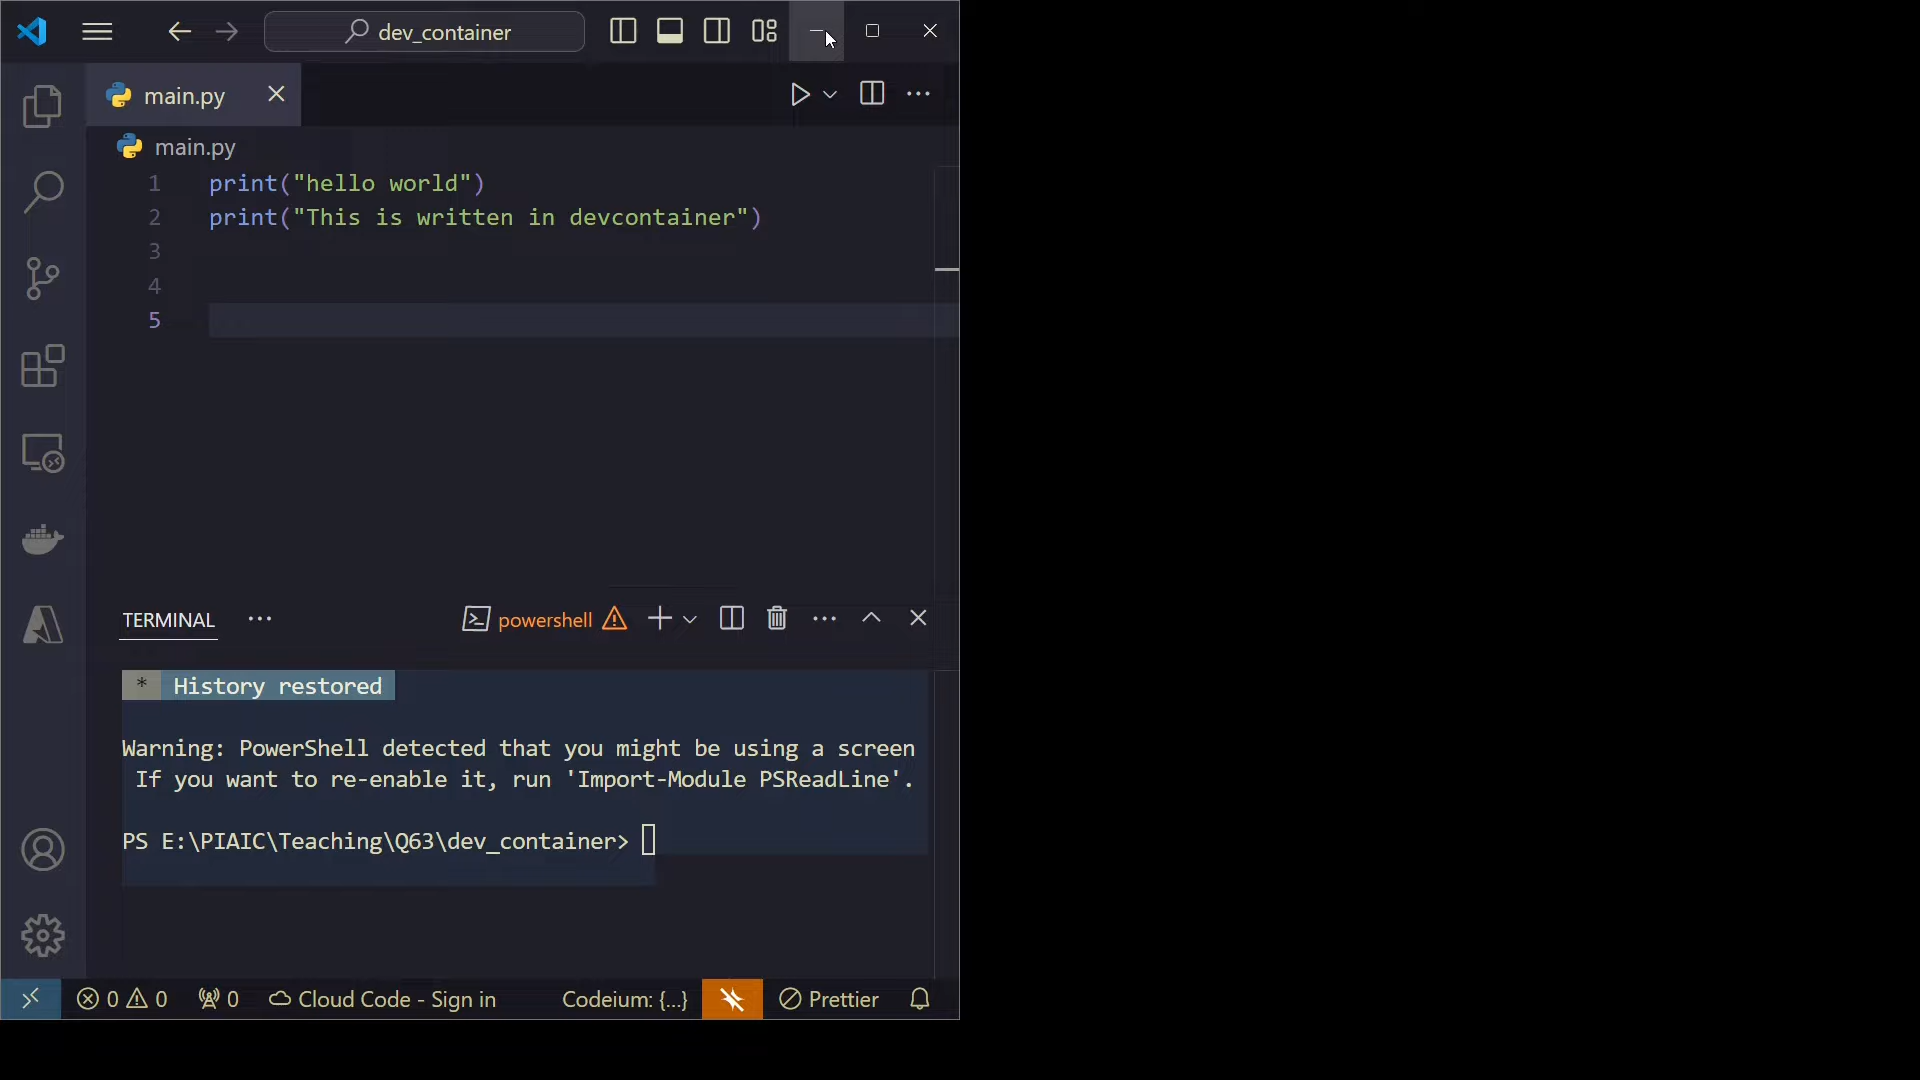 dev_container
main.py
main.py
1 print("hello world")
2 print("This is written in devcontainer")
3
4
5
TERMINAL powershell
* History restored
Warning: PowerShell detected that you might be using a screen
If you want to re-enable it, run 'Import-Module PSReadLine'.
PS E:\PIAIC\Teaching\Q63\dev_container>
0 0 0 Cloud Code - Sign in Codeium: {...} Prettier